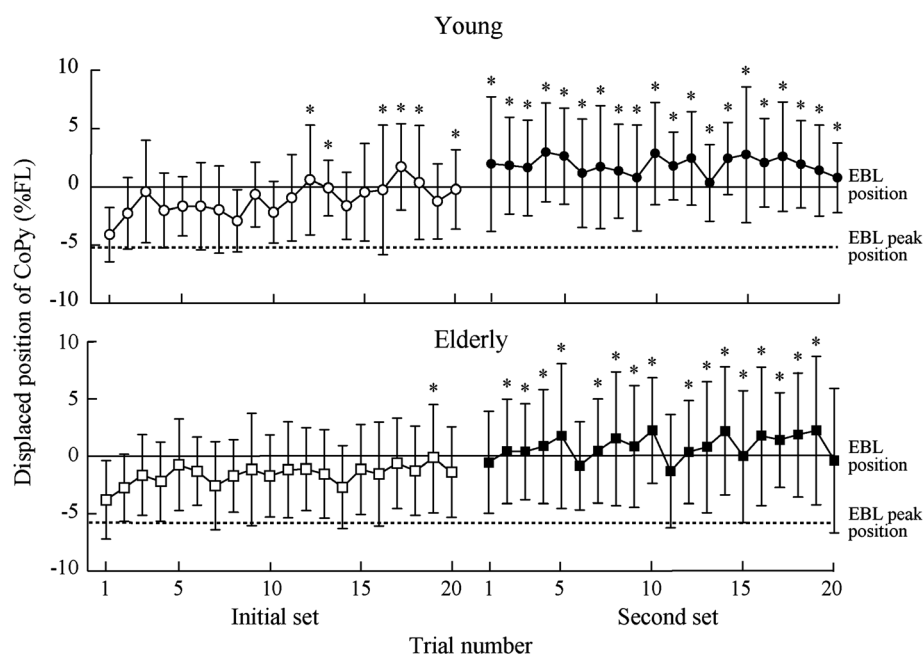 Young
Displaced position of CoPy (%FL)
10
5
0
-5
-10
* * * * * *
* * * * * * * * * * * * * * * * * * * *
EBL
position
EBL peak
position
Elderly
10
5
0
-5
-10
*
* * * * * * * * * * * * * * * *
EBL
position
EBL peak
position
1 5 10 15 20 1 5 10 15 20
Initial set Second set
Trial number